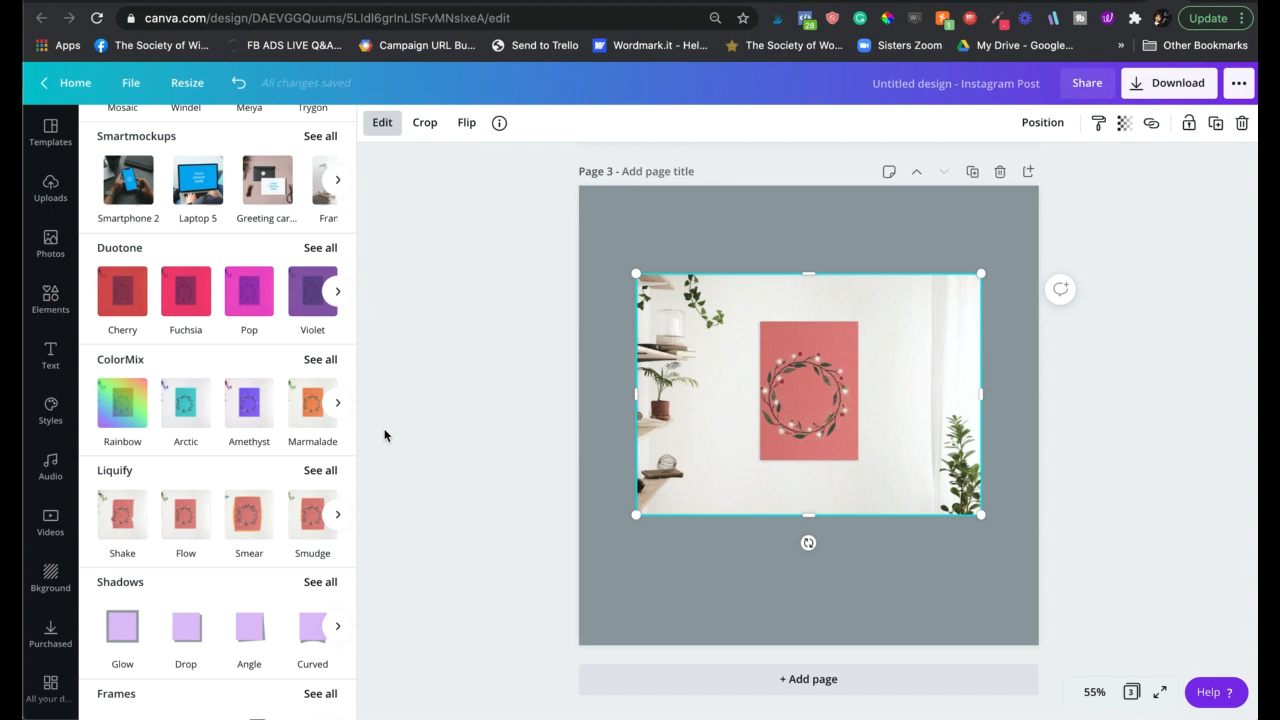 canva.com/design/DAEVGGQuums/5LIdI6grInLISFvMNsIxeA/edit
28
1
1
Update
Apps
The Society of Wi...
FB ADS LIVE Q&A...
Campaign URL Bu...
Send to Trello
Wordmark.it - Hel...
The Society of Wo...
Sisters Zoom
My Drive - Google...
»
Other Bookmarks
Home
File
Resize
All changes saved
Untitled design - Instagram Post
Share
Download
Templates
Uploads
Photos
Elements
Text
Styles
Audio
Videos
Bkground
Purchased
All your d...
Mosaic
Windel
Meiya
Trygon
Smartmockups
See all
Smartphone 2
Laptop 5
Greeting car...
Fran
Duotone
See all
Cherry
Fuchsia
Pop
Violet
ColorMix
See all
Rainbow
Arctic
Amethyst
Marmalade
Liquify
See all
Shake
Flow
Smear
Smudge
Shadows
See all
Glow
Drop
Angle
Curved
Frames
See all
Edit
Crop
Flip
Position
Page 3 - Add page title
+ Add page
55%
3
Help ?